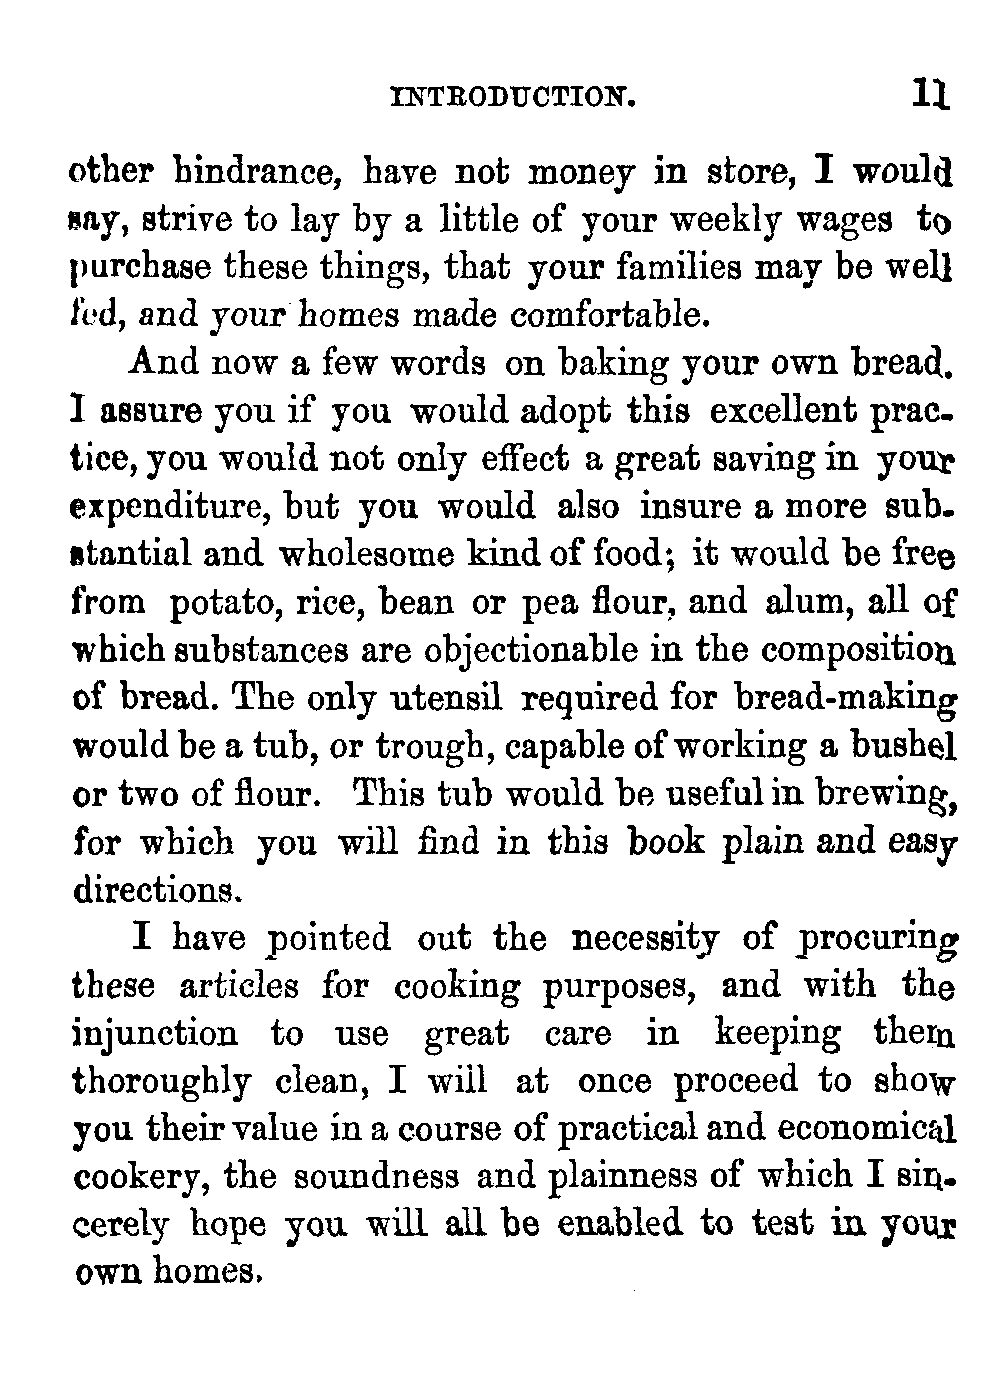 INTRODUCTION. 11
other hindrance, have not money in store, I would
say, strive to lay by a little of your weekly wages to
purchase these things, that your families may be well
fed, and your homes made comfortable.
And now a few words on baking your own bread.
I assure you if you would adopt this excellent prac-
tice, you would not only effect a great saving in your
expenditure, but you would also insure a more sub-
stantial and wholesome kind of food; it would be free
from potato, rice, bean or pea flour, and alum, all of
which substances are objectionable in the composition
of bread. The only utensil required for bread-making
would be a tub, or trough, capable of working a bushel
or two of flour. This tub would be useful in brewing,
for which you will find in this book plain and easy
directions.
I have pointed out the necessity of procuring
these articles for cooking purposes, and with the
injunction to use great care in keeping them
thoroughly clean, I will at once proceed to show
you their value in a course of practical and economical
cookery, the soundness and plainness of which I sin-
cerely hope you will all be enabled to test in your
own homes.